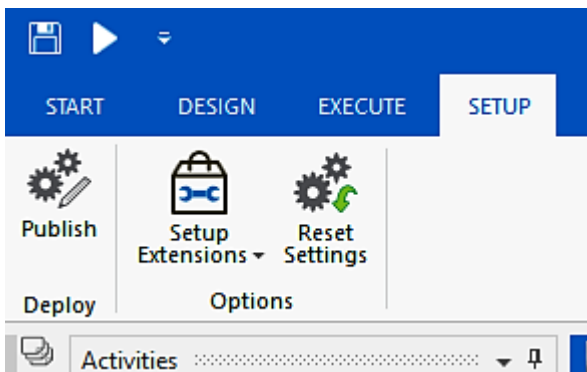 START DESIGN EXECUTE SETUP
Publish
Setup
Extensions
Reset
Settings
Deploy
Options
Activities